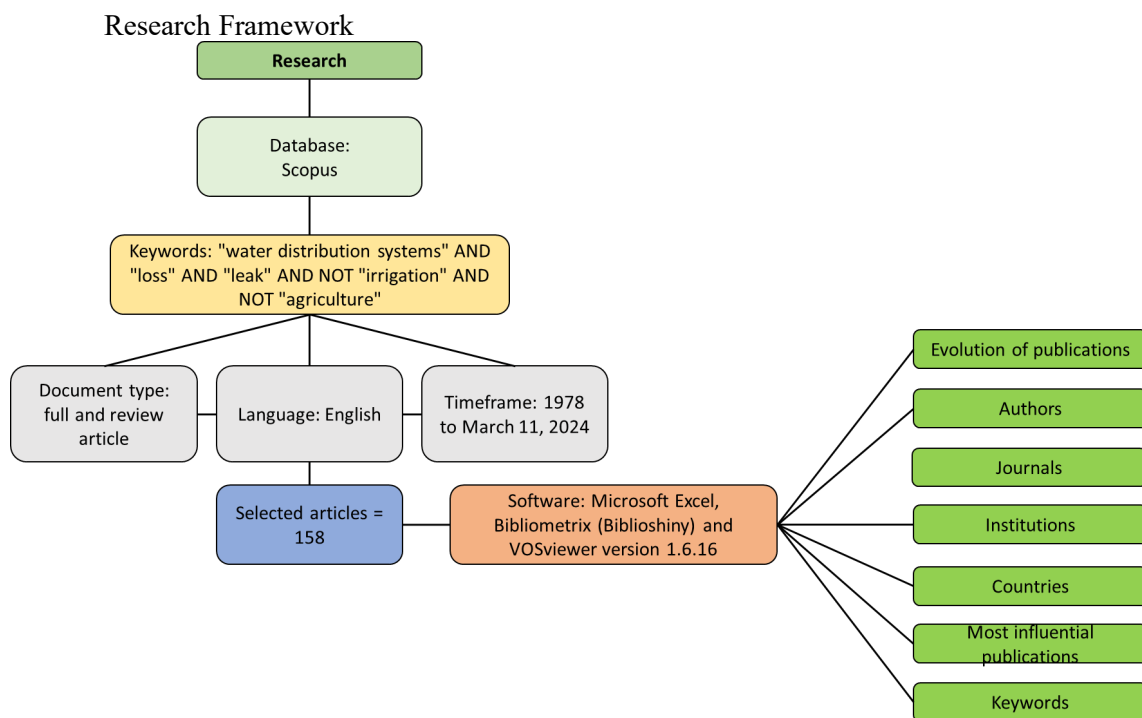 Research Framework
Research
Database:
Scopus
Keywords: "water distribution systems" AND
"loss" AND "leak" AND NOT "irrigation" AND
NOT "agriculture"
Document type:
full and review
article
Language: English
Timeframe: 1978
to March 11, 2024
Selected articles =
158
Software: Microsoft Excel,
Bibliometrix (Biblioshiny) and
VOSviewer version 1.6.16
Evolution of publications
Authors
Journals
Institutions
Countries
Most influential
publications
Keywords